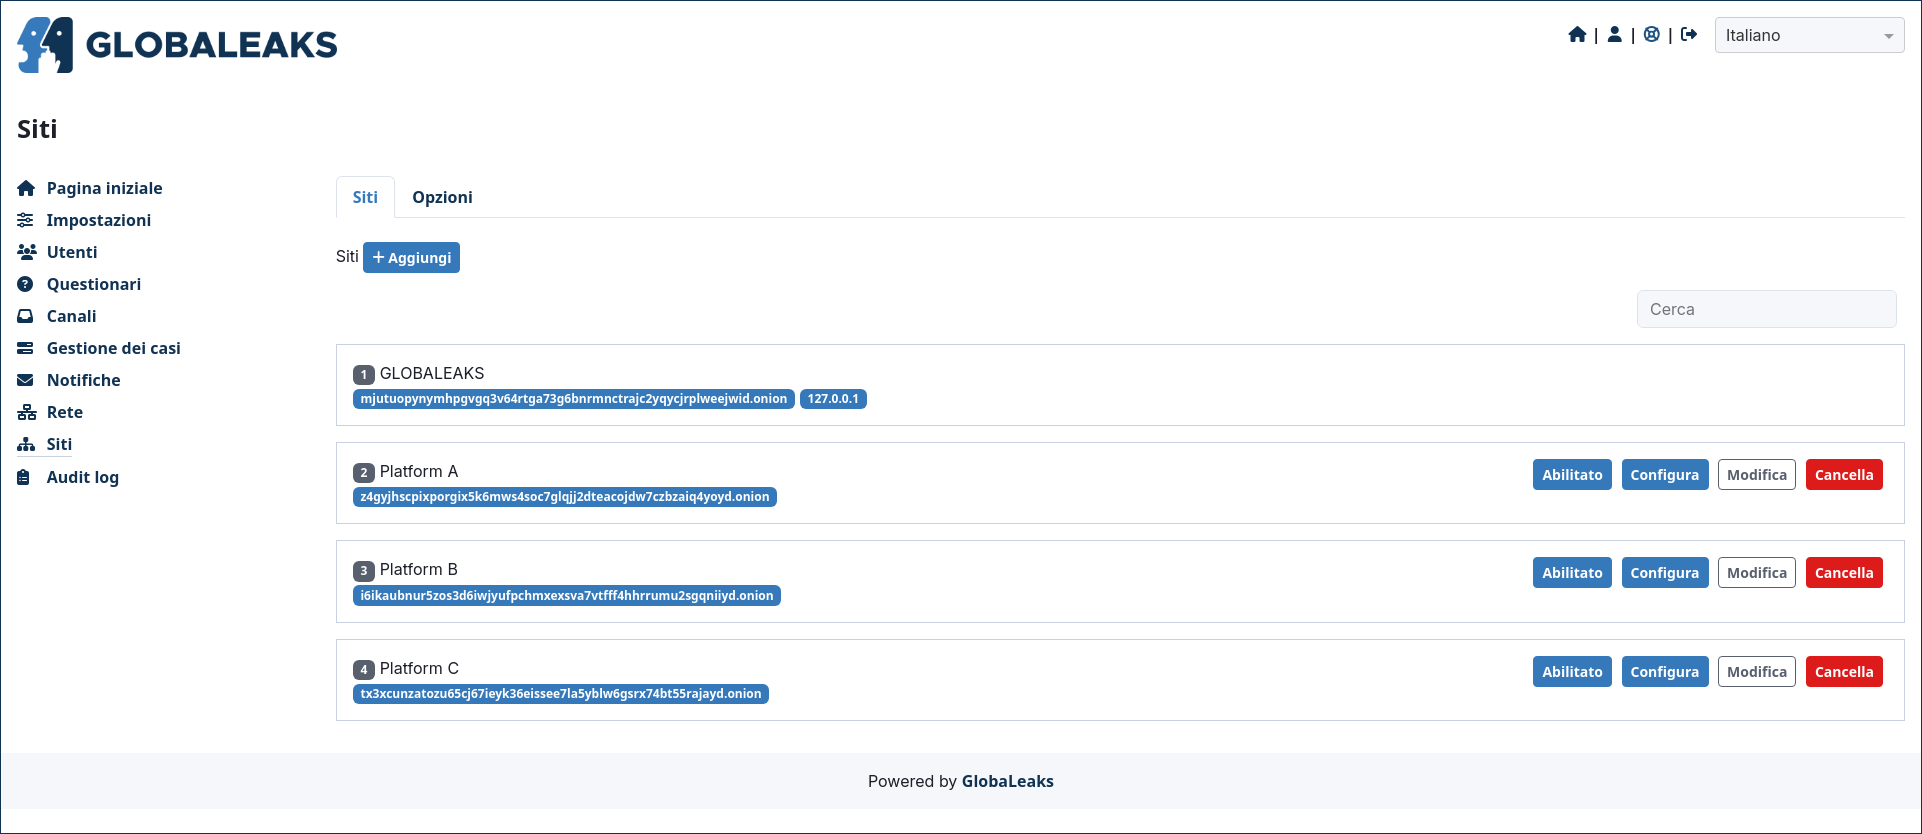 GLOBALEAKS
| | |
Italiano
Siti
Pagina iniziale
Impostazioni
Utenti
Questionari
Canali
Gestione dei casi
Notifiche
Rete
Siti
Audit log
Siti Opzioni
Siti + Aggiungi
Cerca
1 GLOBALEAKS
mjutuopynymhpgvgq3v64rtga73g6bnrmnctrajc2yqycjrplweejwid.onion 127.0.0.1
2 Platform A
Abilitato Configura Modifica Cancella
z4gyjhscpixporgix5k6mws4soc7glqjj2dteacojdw7czbzaiq4yoyd.onion
3 Platform B
Abilitato Configura Modifica Cancella
i6ikaubnur5zos3d6iwjyufpchmxexsva7vtfff4hhrrumu2sgqniiyd.onion
4 Platform C
Abilitato Configura Modifica Cancella
tx3xcunzatozu65cj67ieyk36eissee7la5yblw6gsrx74bt55rajayd.onion
Powered by GlobaLeaks